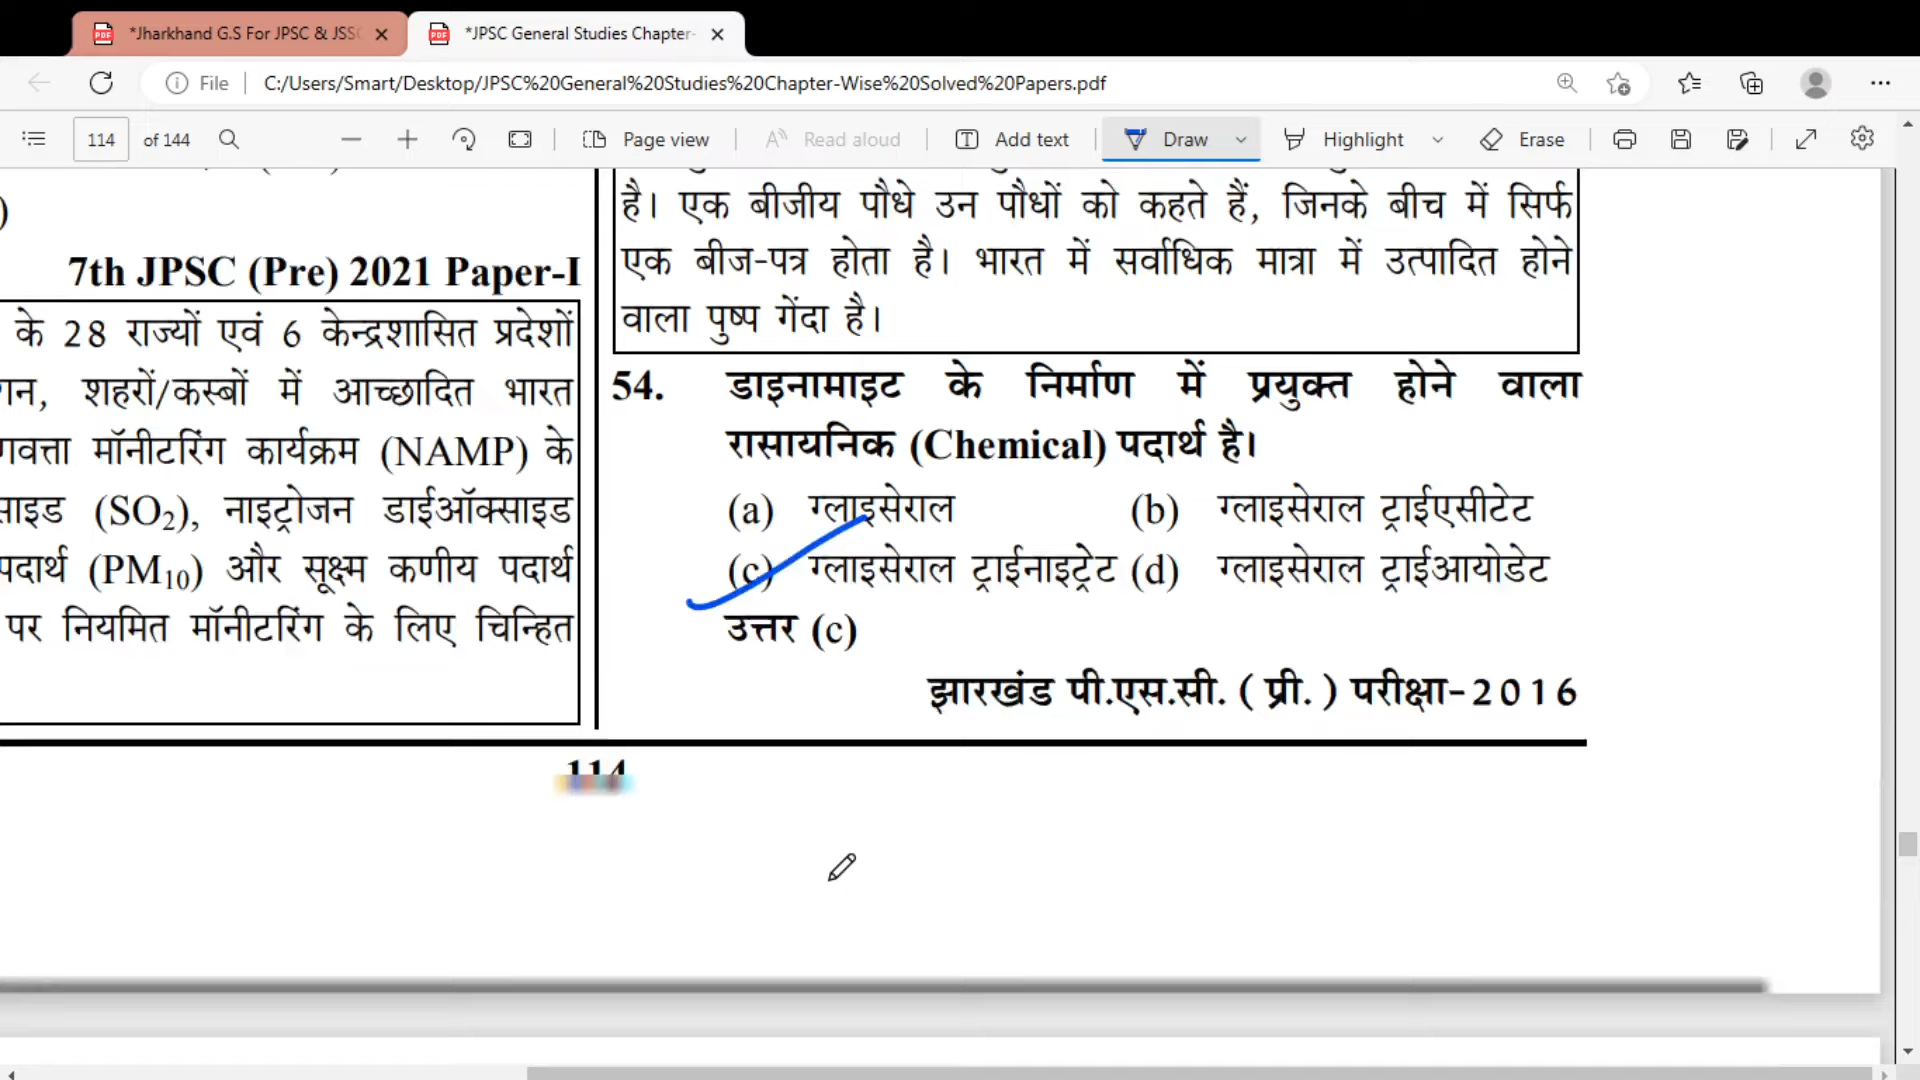 *Jharkhand G.S For JPSC & JSSC
*JPSC General Studies Chapter-
File
C:/Users/Smart/Desktop/JPSC%20General%20Studies%20Chapter-Wise%20Solved%20Papers.pdf
114 of 144
Page view
Read aloud
Add text
Draw
Highlight
Erase
)
7th JPSC (Pre) 2021 Paper-I
के 28 राज्यों एवं 6 केन्द्रशासित प्रदेशों
शहरों/कस्बों में आच्छादित भारत
मॉनीटरिंग कार्यक्रम (NAMP) के
(SO₂), नाइट्रोजन डाईऑक्साइड
पदार्थ (PM₁₀) और सूक्ष्म कणीय पदार्थ
पर नियमित मॉनीटरिंग के लिए चिन्हित
है। एक बीजीय पौधे उन पौधों को कहते हैं, जिनके बीच में सिर्फ
एक बीज-पत्र होता है। भारत में सर्वाधिक मात्रा में उत्पादित होने
वाला पुष्प गेंदा है।
54. डाइनामाइट के निर्माण में प्रयुक्त होने वाला
रासायनिक (Chemical) पदार्थ है।
(a) ग्लाइसेराल (b) ग्लाइसेराल ट्राईएसीटेट
(c) ग्लाइसेराल ट्राईनाइट्रेट (d) ग्लाइसेराल ट्राईआयोडेट
उत्तर (c)
झारखंड पी.एस.सी. ( प्री. ) परीक्षा-2016
114